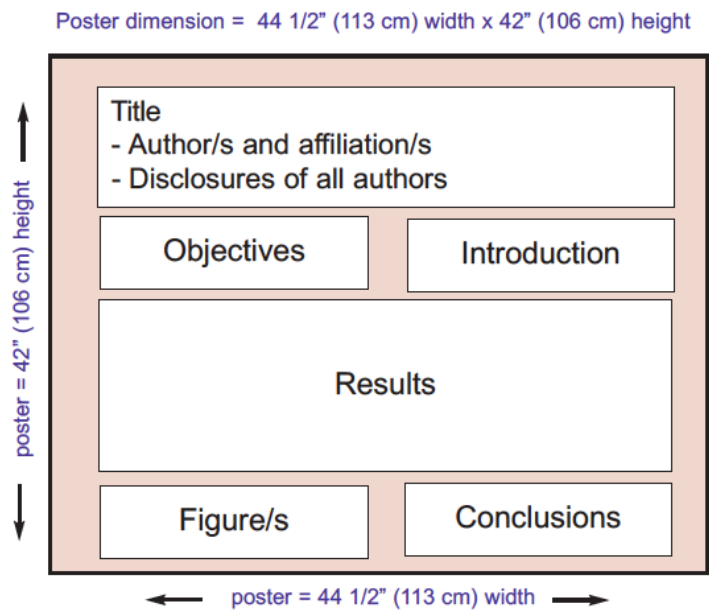 Poster dimension = 44 1/2” (113 cm) width x 42” (106 cm) height
Title
- Author/s and affiliation/s
- Disclosures of all authors
Objectives
Introduction
poster = 42” (106 cm) height
Results
Figure/s
Conclusions
poster = 44 1/2” (113 cm) width